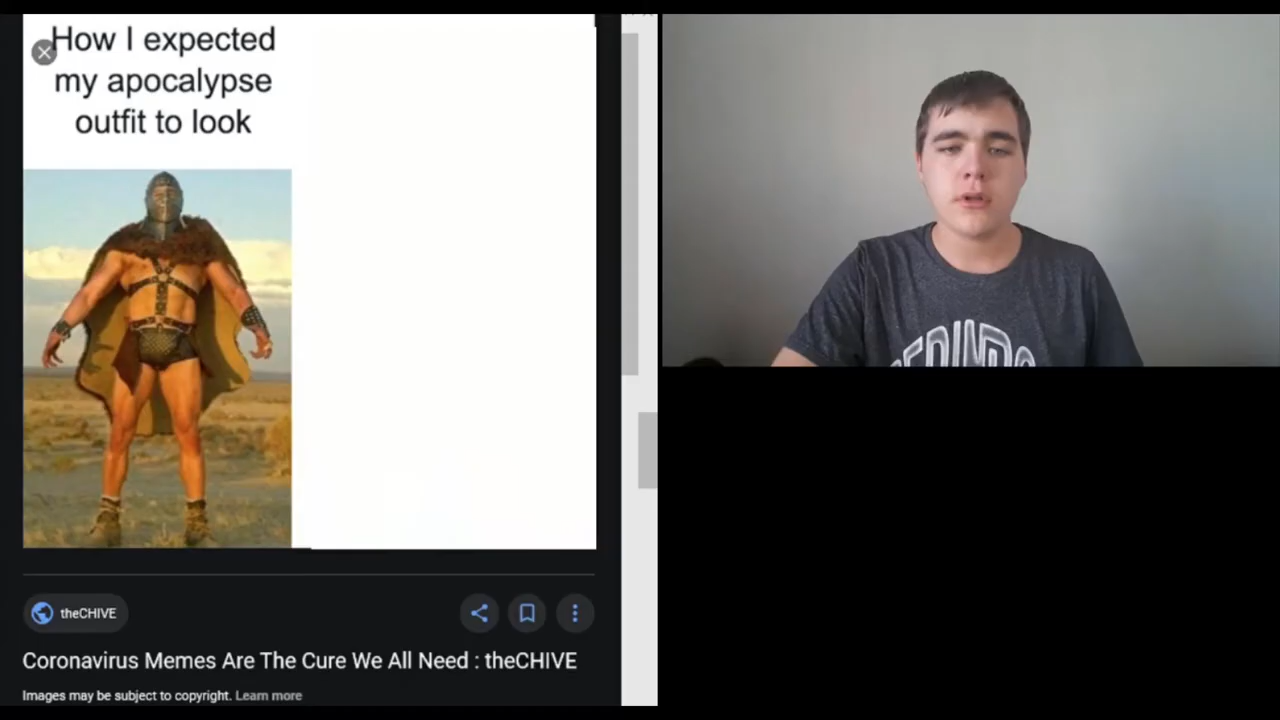 How I expected
my apocalypse
outfit to look
theCHIVE
Coronavirus Memes Are The Cure We All Need : theCHIVE
Images may be subject to copyright. Learn more